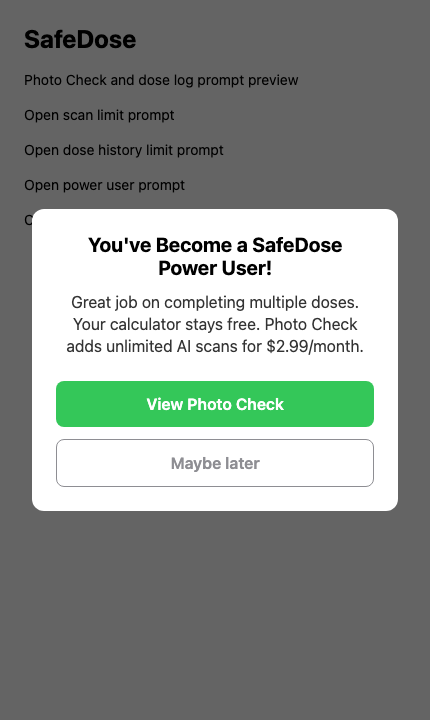 SafeDose
Photo Check and dose log prompt preview
Open scan limit prompt
Open dose history limit prompt
Open power user prompt
You've Become a SafeDose
Power User!
Great job on completing multiple doses.
Your calculator stays free. Photo Check
adds unlimited AI scans for $2.99/month.
View Photo Check
Maybe later